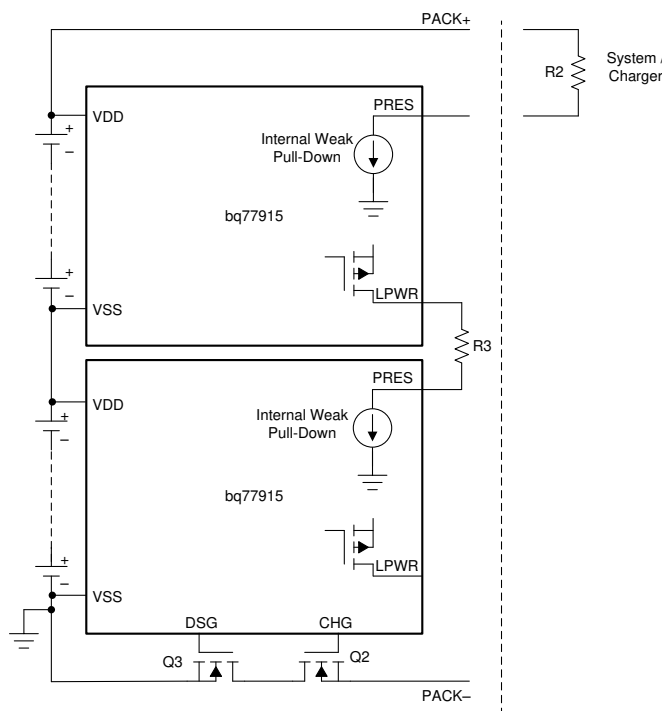 PACK+
R2
System /
Charger
PRES
VDD
+
–
Internal Weak
Pull-Down
bq77915
+
–
LPWR
VSS
R3
PRES
VDD
+
–
Internal Weak
Pull-Down
bq77915
+
–
LPWR
VSS
DSG
CHG
Q3
Q2
PACK–